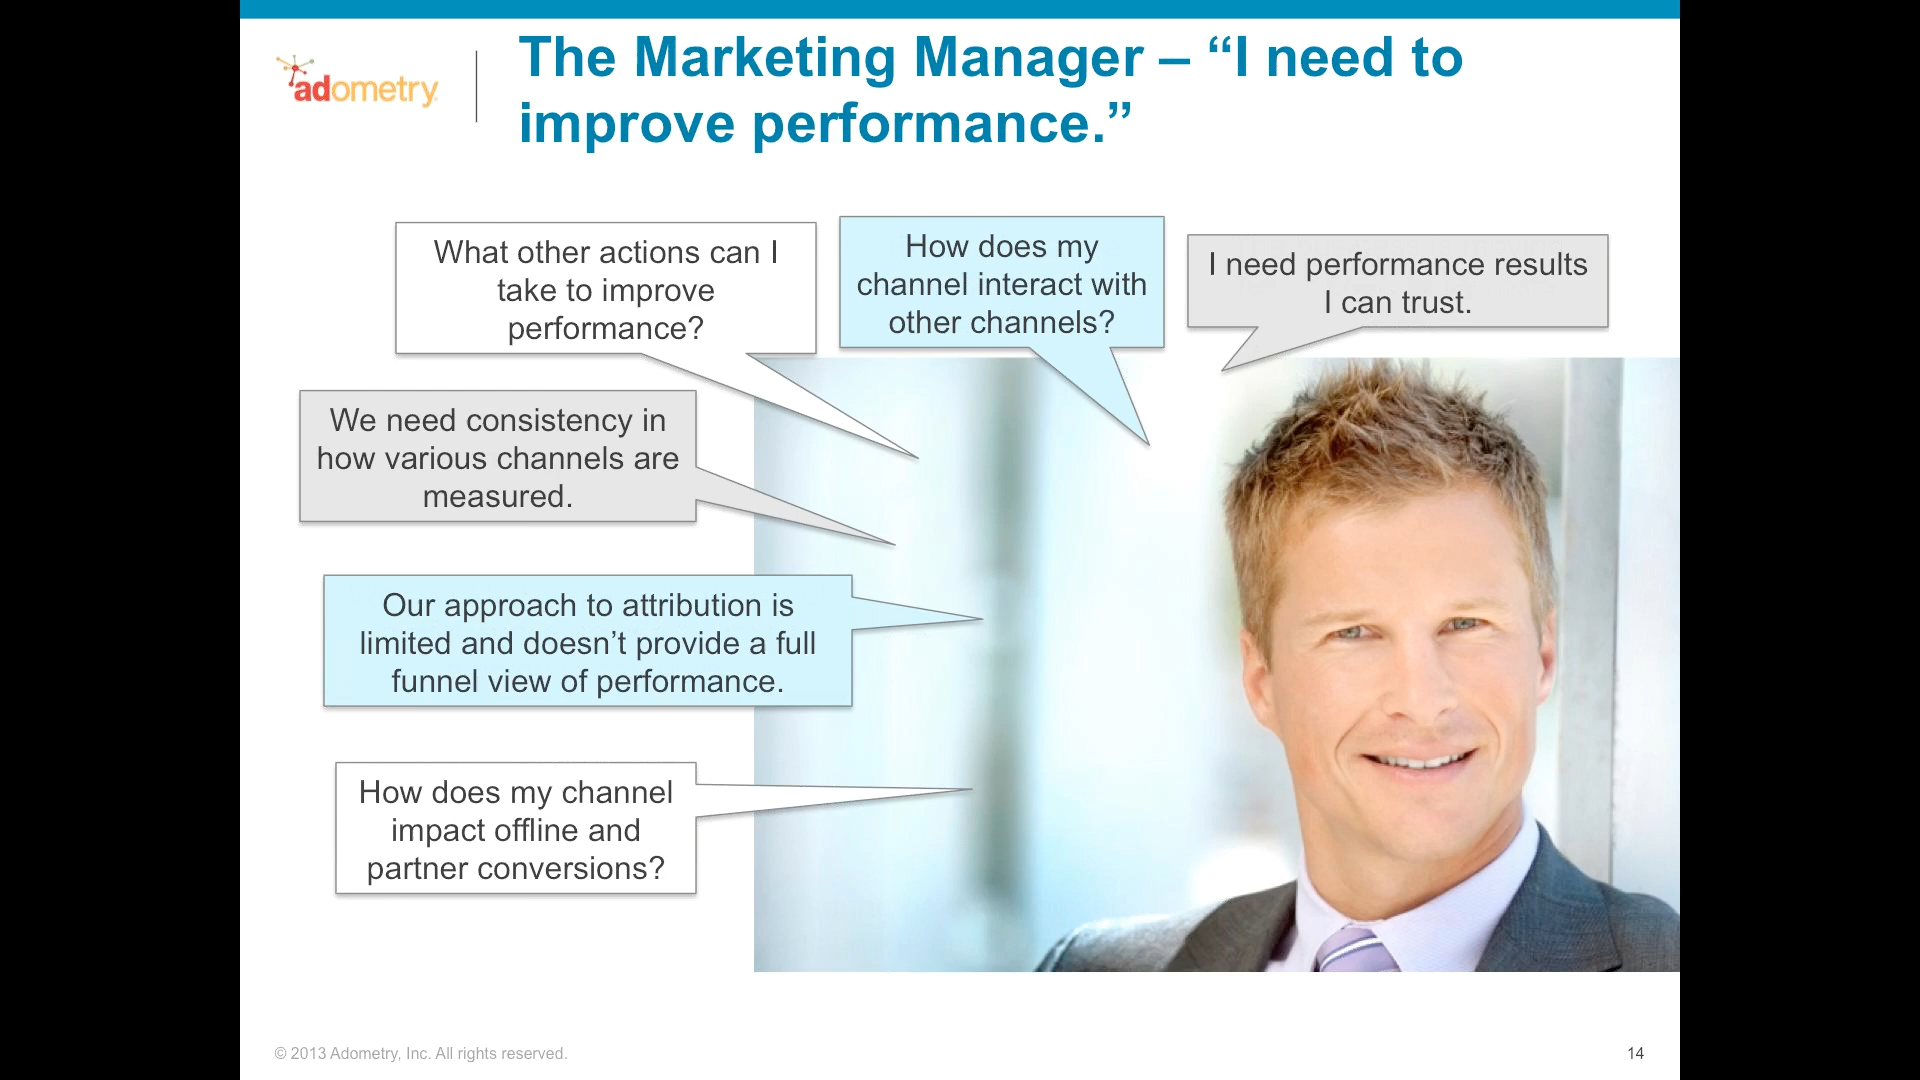 adometry
The Marketing Manager – “I need to
improve performance.”
What other actions can I
take to improve
performance?
How does my
channel interact with
other channels?
I need performance results
I can trust.
We need consistency in
how various channels are
measured.
Our approach to attribution is
limited and doesn’t provide a full
funnel view of performance.
How does my channel
impact offline and
partner conversions?
© 2013 Adometry, Inc. All rights reserved.
14